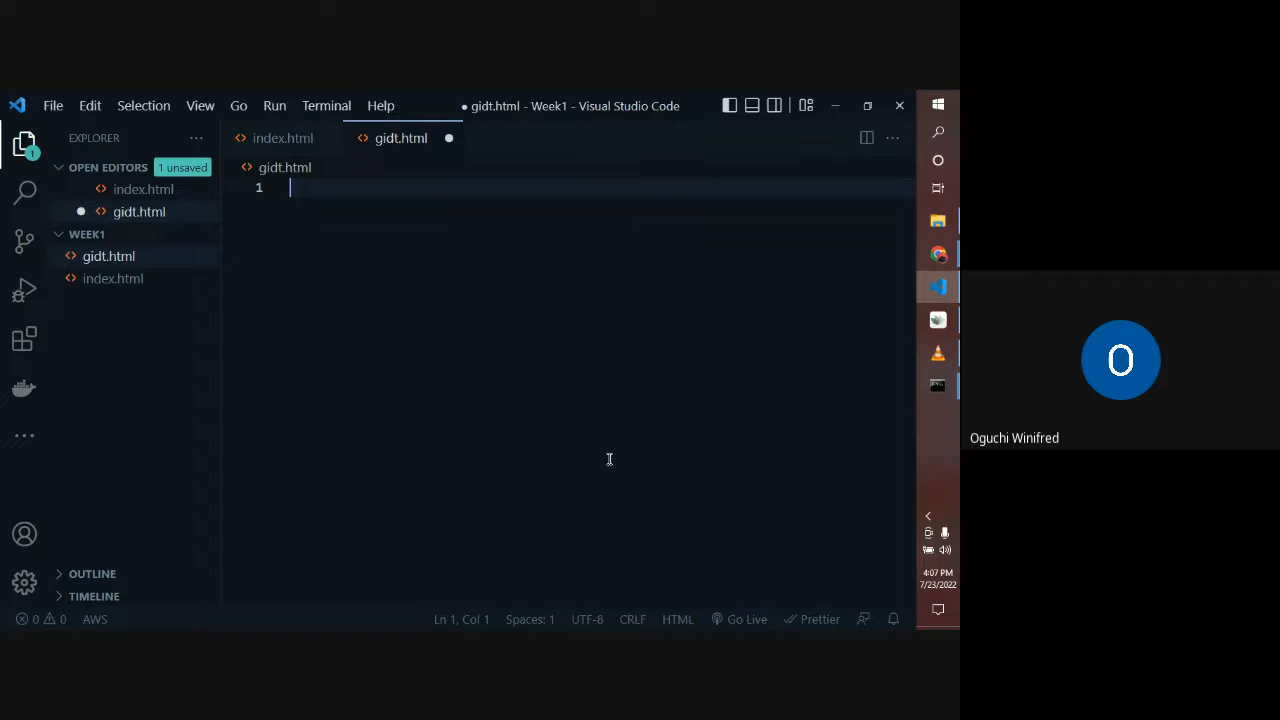 File Edit Selection View Go Run Terminal Help
● gidt.html - Week1 - Visual Studio Code
EXPLORER
index.html
gidt.html
1
OPEN EDITORS
1 unsaved
index.html
gidt.html
WEEK1
gidt.html
index.html
OUTLINE
TIMELINE
gidt.html
1
0 0 AWS
Ln 1, Col 1 Spaces: 1 UTF-8 CRLF HTML Go Live Prettier
4:07 PM
7/23/2022
O
Oguchi Winifred